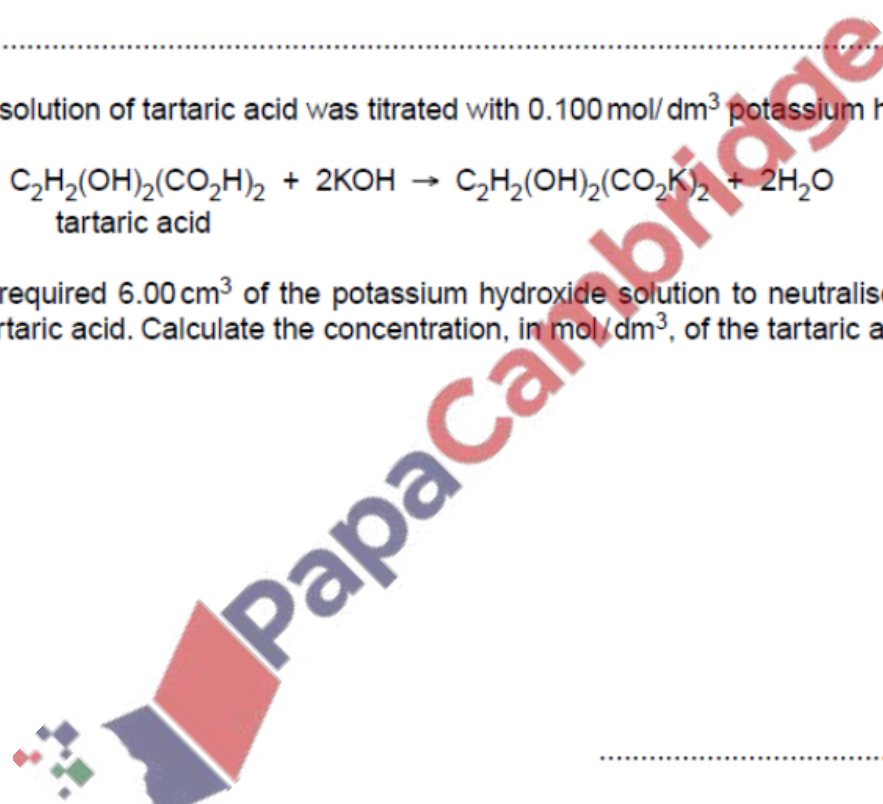 solution of tartaric acid was titrated with 0.100 mol/dm³ potassium h
C₂H₂(OH)₂(CO₂H)₂ + 2KOH → C₂H₂(OH)₂(CO₂K)₂ + 2H₂O
tartaric acid
required 6.00 cm³ of the potassium hydroxide solution to neutralise
rtaric acid. Calculate the concentration, in mol/dm³, of the tartaric a
PapaCambridge